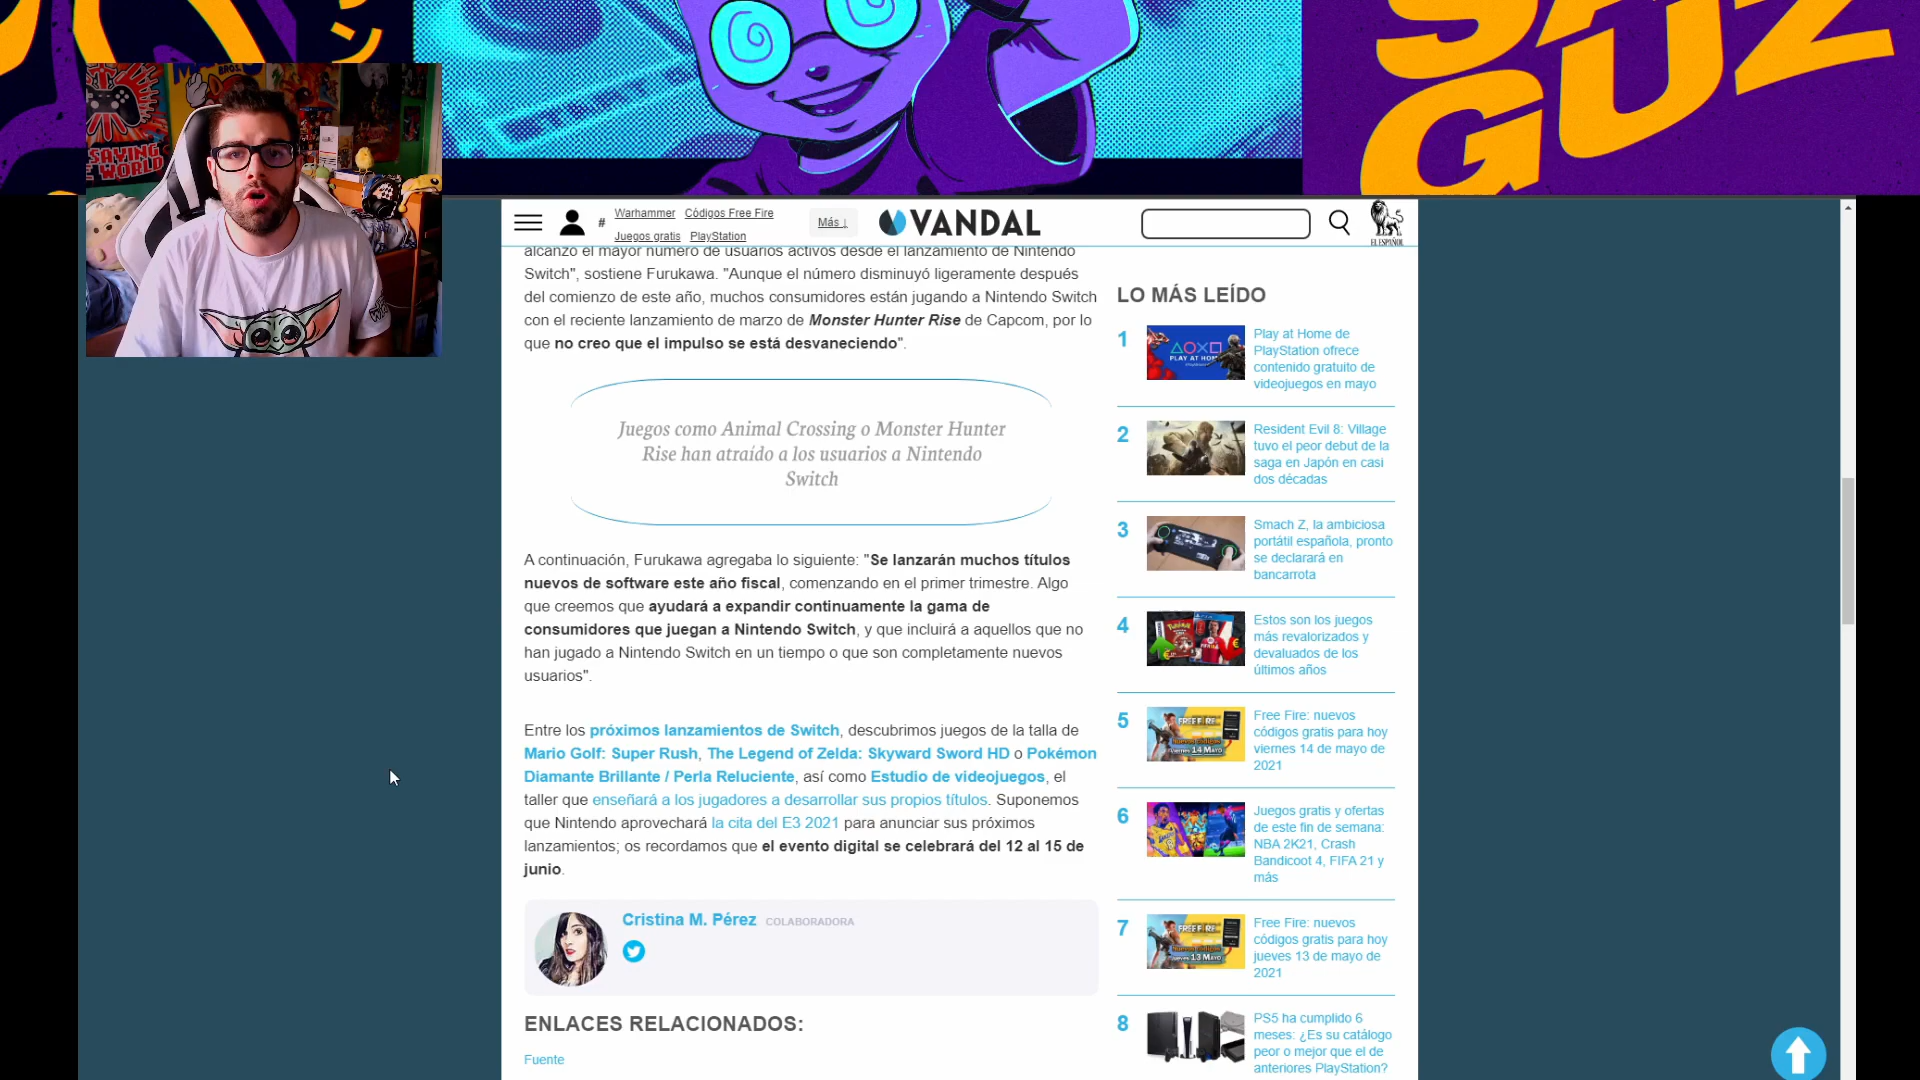 START
SA
GUZ
SAVING
WORLD
#
Warhammer
Códigos Free Fire
Juegos gratis
PlayStation
Más ↓
VANDAL
EL ESPAÑOL
alcanzó el mayor número de usuarios activos desde el lanzamiento de Nintendo
Switch", sostiene Furukawa. "Aunque el número disminuyó ligeramente después
del comienzo de este año, muchos consumidores están jugando a Nintendo Switch
con el reciente lanzamiento de marzo de Monster Hunter Rise de Capcom, por lo
que no creo que el impulso se está desvaneciendo".
Juegos como Animal Crossing o Monster Hunter
Rise han atraído a los usuarios a Nintendo
Switch
A continuación, Furukawa agregaba lo siguiente: "Se lanzarán muchos títulos
nuevos de software este año fiscal, comenzando en el primer trimestre. Algo
que creemos que ayudará a expandir continuamente la gama de
consumidores que juegan a Nintendo Switch, y que incluirá a aquellos que no
han jugado a Nintendo Switch en un tiempo o que son completamente nuevos
usuarios".
Entre los próximos lanzamientos de Switch, descubrimos juegos de la talla de
Mario Golf: Super Rush, The Legend of Zelda: Skyward Sword HD o Pokémon
Diamante Brillante / Perla Reluciente, así como Estudio de videojuegos, el
taller que enseñará a los jugadores a desarrollar sus propios títulos. Suponemos
que Nintendo aprovechará la cita del E3 2021 para anunciar sus próximos
lanzamientos; os recordamos que el evento digital se celebrará del 12 al 15 de
junio.
Cristina M. Pérez COLABORADORA
ENLACES RELACIONADOS:
Fuente
LO MÁS LEÍDO
1
Play at Home de
PlayStation ofrece
contenido gratuito de
videojuegos en mayo
2
Resident Evil 8: Village
tuvo el peor debut de la
saga en Japón en casi
dos décadas
3
Smach Z, la ambiciosa
portátil española, pronto
se declarará en
bancarrota
4
Estos son los juegos
más revalorizados y
devaluados de los
últimos años
5
FREE FIRE
14 MAYO
Free Fire: nuevos
códigos gratis para hoy
viernes 14 de mayo de
2021
6
Juegos gratis y ofertas
de este fin de semana:
NBA 2K21, Crash
Bandicoot 4, FIFA 21 y
más
7
FREE FIRE
13 MAYO
Free Fire: nuevos
códigos gratis para hoy
jueves 13 de mayo de
2021
8
PS5 ha cumplido 6
meses: ¿Es su catálogo
peor o mejor que el de
anteriores PlayStation?